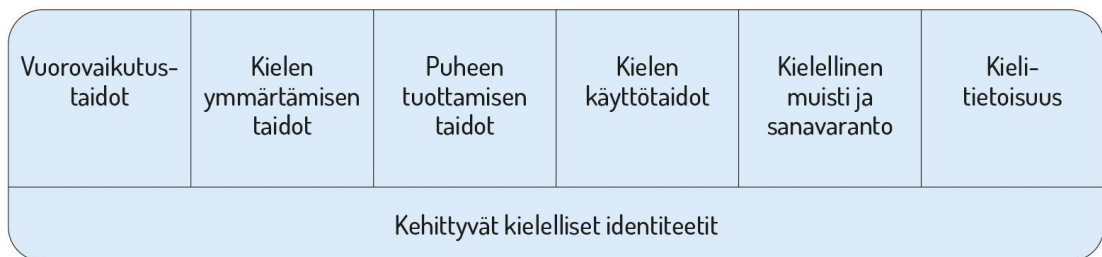 Vuorovaikutus-
taidot
Kielen
ymmärtämisen
taidot
Puheen
tuottamisen
taidot
Kielen
käyttötaidot
Kielellinen
muisti ja
sanavaranto
Kieli-
tietoisuus
Kehittyvät kielelliset identiteetit